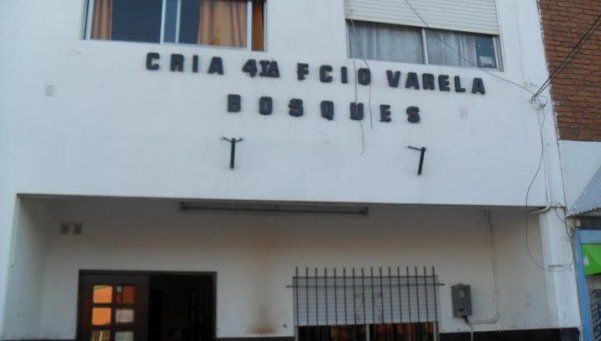 CRIA 4TA FCIO VARELA
BOSQUES